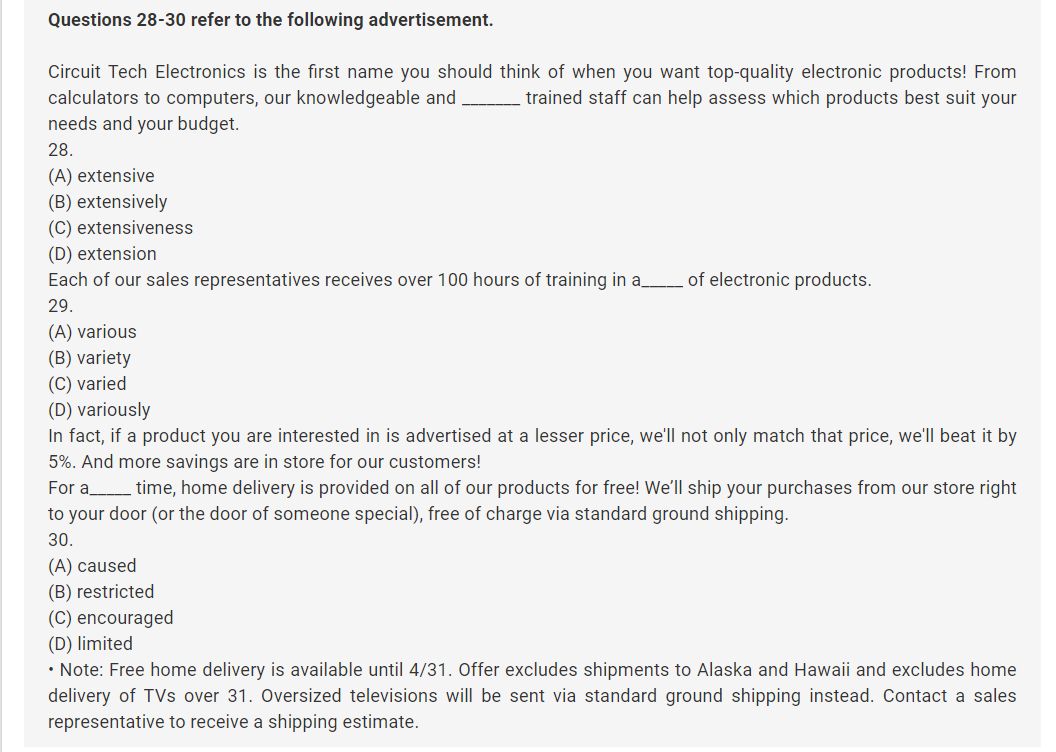 Questions 28-30 refer to the following advertisement.
Circuit Tech Electronics is the first name you should think of when you want top-quality electronic products! From
calculators to computers, our knowledgeable and _______ trained staff can help assess which products best suit your
needs and your budget.
28.
(A) extensive
(B) extensively
(C) extensiveness
(D) extension
Each of our sales representatives receives over 100 hours of training in a_____ of electronic products.
29.
(A) various
(B) variety
(C) varied
(D) variously
In fact, if a product you are interested in is advertised at a lesser price, we'll not only match that price, we'll beat it by
5%. And more savings are in store for our customers!
For a_____ time, home delivery is provided on all of our products for free! We’ll ship your purchases from our store right
to your door (or the door of someone special), free of charge via standard ground shipping.
30.
(A) caused
(B) restricted
(C) encouraged
(D) limited
• Note: Free home delivery is available until 4/31. Offer excludes shipments to Alaska and Hawaii and excludes home
delivery of TVs over 31. Oversized televisions will be sent via standard ground shipping instead. Contact a sales
representative to receive a shipping estimate.